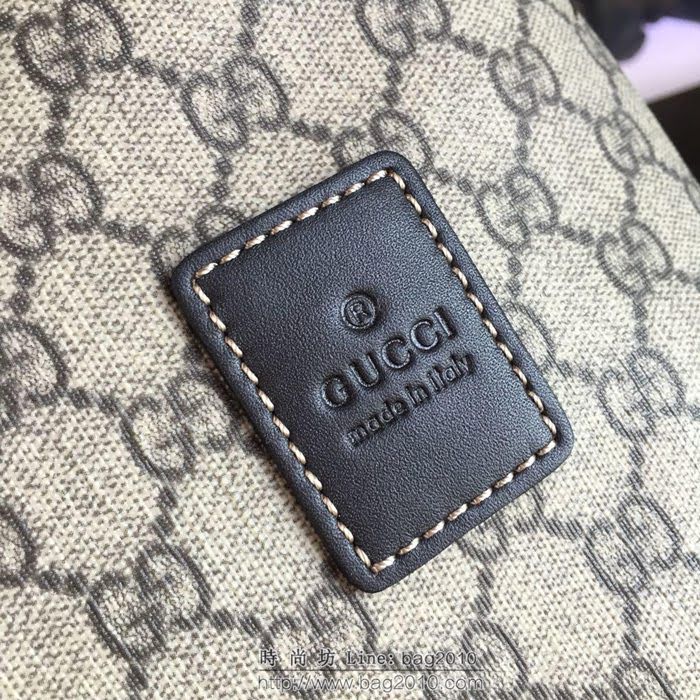 ®
GUCCI
made in Italy
時尚坊 Line: bag2010
http://www.bag2010.com